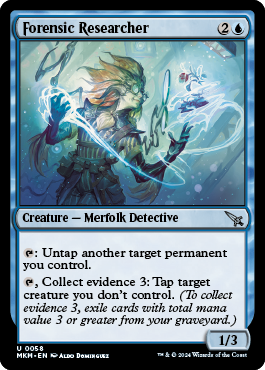 Forensic Researcher 2
Creature — Merfolk Detective
: Untap another target permanent
you control.
, Collect evidence 3: Tap target
creature you don't control. (To collect
evidence 3, exile cards with total mana
value 3 or greater from your graveyard.)
1/3
U 0058
MKM • EN Aldo Dominguez
™ & © 2024 Wizards of the Coast